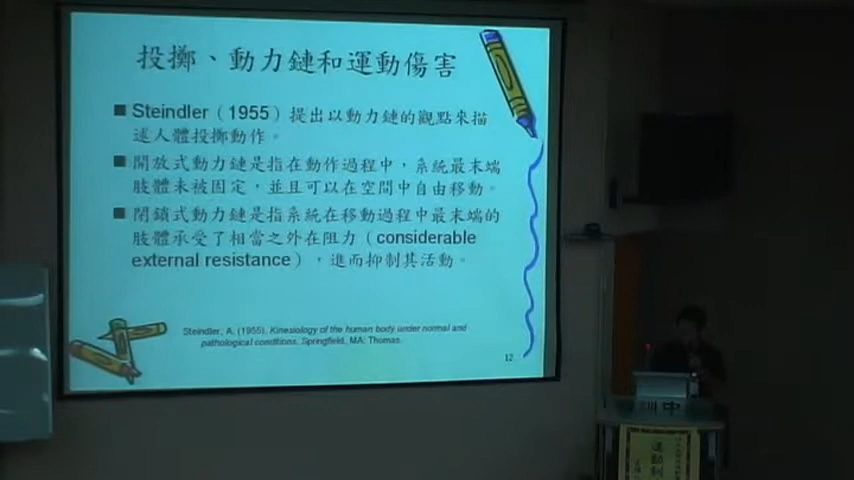 投擲、動力鏈和運動傷害
■ Steindler（1955）提出以動力鏈的觀點來描
述人體投擲動作。
■ 開放式動力鏈是指在動作過程中，系統最末端
肢體未被固定，並且可以在空間中自由移動。
■ 閉鎖式動力鏈是指系統在移動過程中最末端的
肢體承受了相當之外在阻力（considerable
external resistance），進而抑制其活動。
Steindler, A. (1955). Kinesiology of the human body under normal and
pathological conditions. Springfield, MA: Thomas.
12
訓中